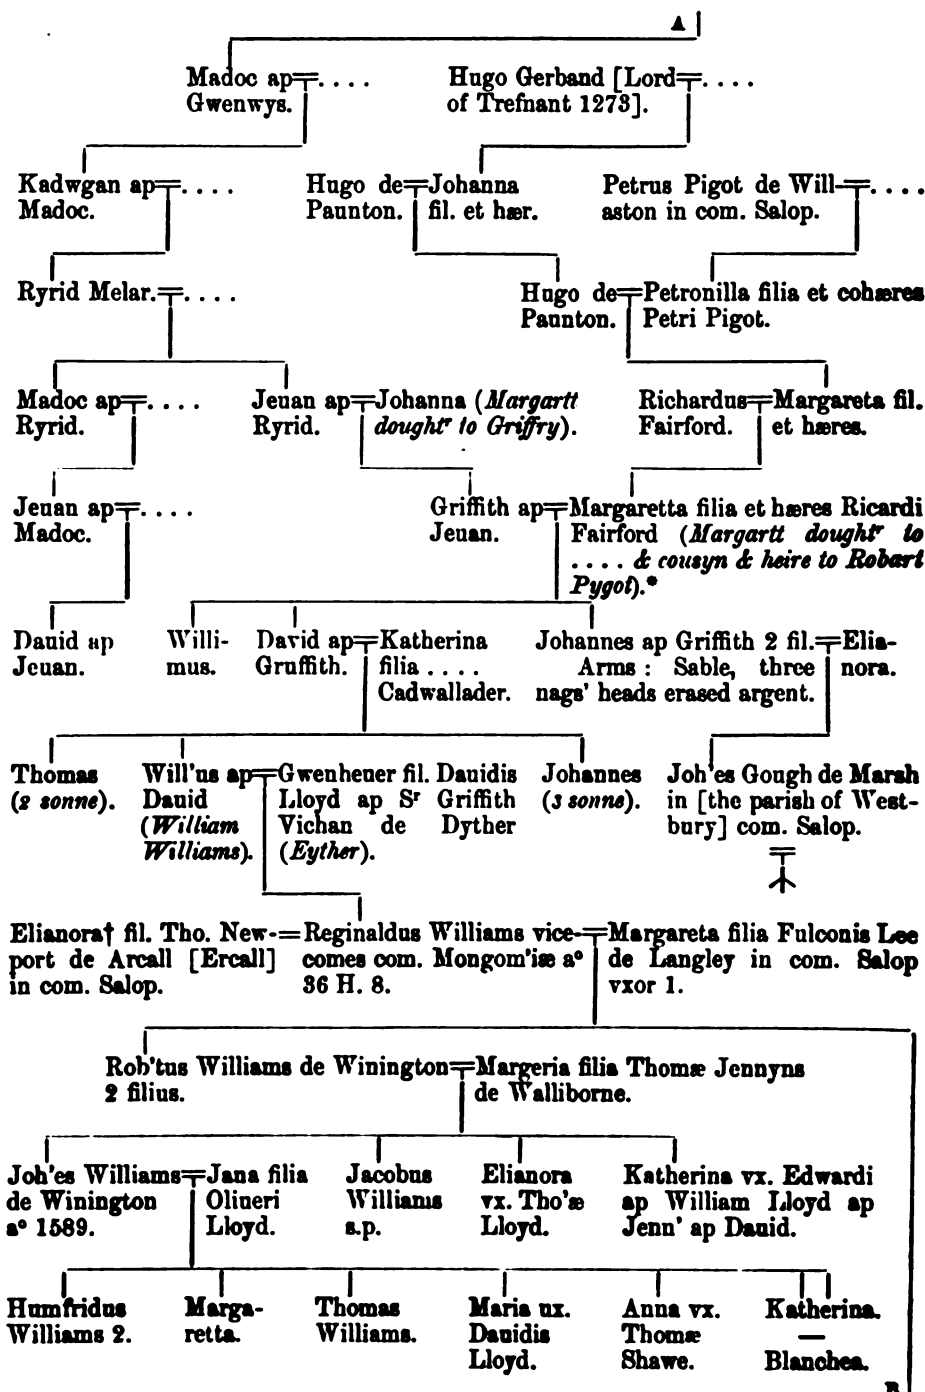 A
Madoc ap=. . . .
Gwenwys.
Hugo Gerband [Lord=. . . .
of Trefnant 1273].
Kadwgan ap=. . . .
Madoc.
Hugo de=Johanna
Paunton. fil. et hær.
Petrus Pigot de Will-=. . . .
aston in com. Salop.
Ryrid Melar.=. . . .
Hugo de=Petronilla filia et cohæres
Paunton. Petri Pigot.
Madoc ap=. . . .
Ryrid.
Jeuan ap=Johanna (Margartt
Ryrid. dought^r to Griffry).
Richardus=Margareta fil.
Fairford. et hæres.
Jeuan ap=. . . .
Madoc.
Griffith ap=Margaretta filia et hæres Ricardi
Jeuan. Fairford (Margartt dought^r to
. . . . & cousyn & heire to Robart
Pygot).*
Dauid ap
Jeuan.
Willi-
mus.
David ap=Katherina
Gruffith. filia . . . .
Cadwallader.
Johannes ap Griffith 2 fil.=Elia-
Arms : Sable, three nora.
nags' heads erased argent.
Thomas
(2 sonne).
Will'us ap=Gwenheuer fil. Dauidis
Dauid Lloyd ap S^r Griffith
(William Vichan de Dyther
Williams). (Eyther).
Johannes
(3 sonne).
Joh'es Gough de Marsh
in [the parish of West-
bury] com. Salop.
Elianora† fil. Tho. New-=Reginaldus Williams vice-=Margareta filia Fulconis Lee
port de Arcall [Ercall] comes com. Mongom'iæ a° de Langley in com. Salop
in com. Salop. 36 H. 8. vxor 1.
Rob'tus Williams de Winington=Margeria filia Thomæ Jennyns
2 filius. de Walliborne.
Joh'es Williams=Jana filia
de Winington Oliueri
a° 1589. Lloyd.
Jacobus
Williams
s.p.
Elianora
vx. Tho'æ
Lloyd.
Katherina vx. Edwardi
ap William Lloyd ap
Jenn' ap Dauid.
Humfridus
Williams 2.
Marga-
retta.
Thomas
Williams.
Maria ux.
Dauidis
Lloyd.
Anna vx.
Thomæ
Shawe.
Katherina.
—
Blanchea.
B